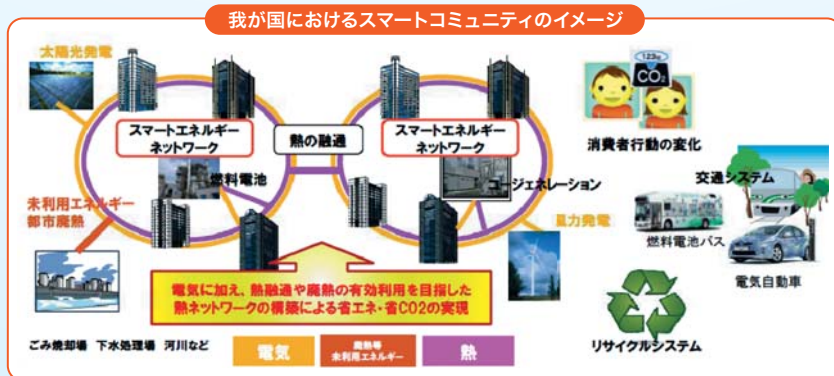 我が国におけるスマートコミュニティのイメージ
太陽光発電
スマートエネルギー
ネットワーク
熱の融通
スマートエネルギー
ネットワーク
燃料電池
コージェネレーション
未利用エネルギー
都市廃熱
風力発電
電気に加え、熱融通や廃熱の有効利用を目指した
熱ネットワークの構築による省エネ・省CO2の実現
ごみ焼却場 下水処理場 河川など
電気
廃熱等
未利用エネルギー
熱
123g
CO2
消費者行動の変化
交通システム
燃料電池バス
電気自動車
リサイクルシステム